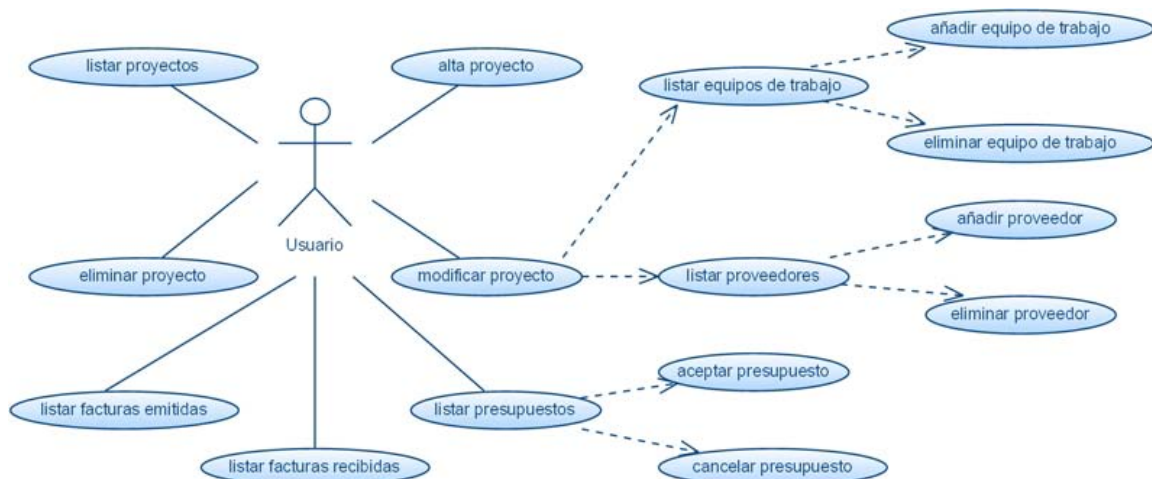 añadir equipo de trabajo
listar proyectos
alta proyecto
listar equipos de trabajo
eliminar equipo de trabajo
añadir proveedor
Usuario
eliminar proyecto
modificar proyecto
listar proveedores
eliminar proveedor
aceptar presupuesto
listar facturas emitidas
listar presupuestos
listar facturas recibidas
cancelar presupuesto